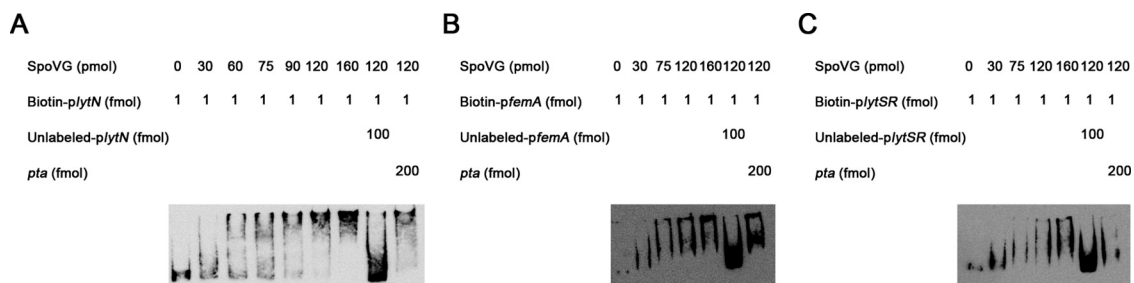 A
SpoVG (pmol) 0 30 60 75 90 120 160 120 120
Biotin-plytN (fmol) 1 1 1 1 1 1 1 1 1
Unlabeled-plytN (fmol) 100
pta (fmol) 200
B
SpoVG (pmol) 0 30 75 120 160 120 120
Biotin-pfemA (fmol) 1 1 1 1 1 1 1
Unlabeled-pfemA (fmol) 100
pta (fmol) 200
C
SpoVG (pmol) 0 30 75 120 160 120 120
Biotin-plytSR (fmol) 1 1 1 1 1 1 1
Unlabeled-plytSR (fmol) 100
pta (fmol) 200